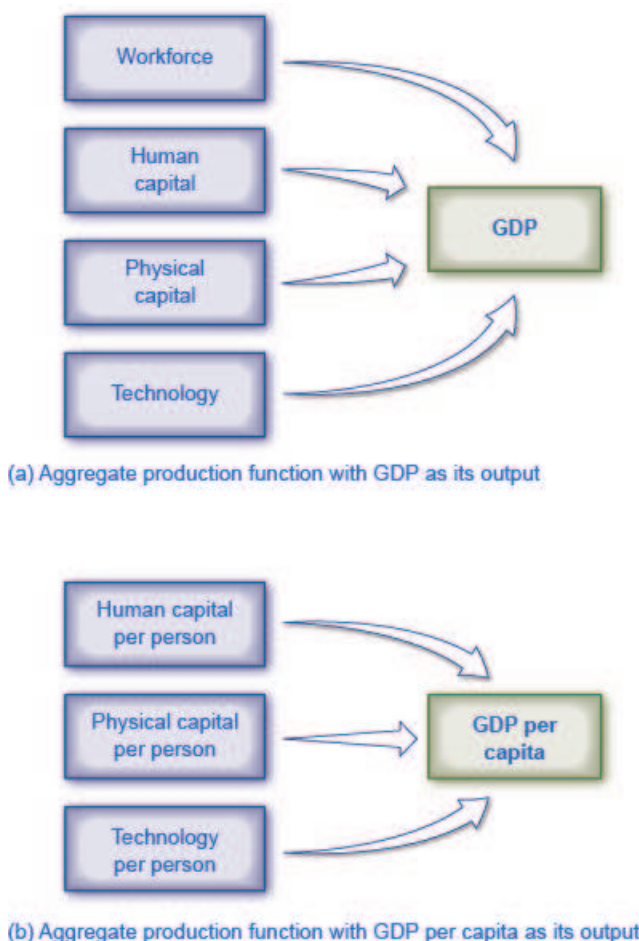 Workforce
Human
capital
Physical
capital
Technology
GDP
(a) Aggregate production function with GDP as its output
Human capital
per person
Physical capital
per person
Technology
per person
GDP per
capita
(b) Aggregate production function with GDP per capita as its output